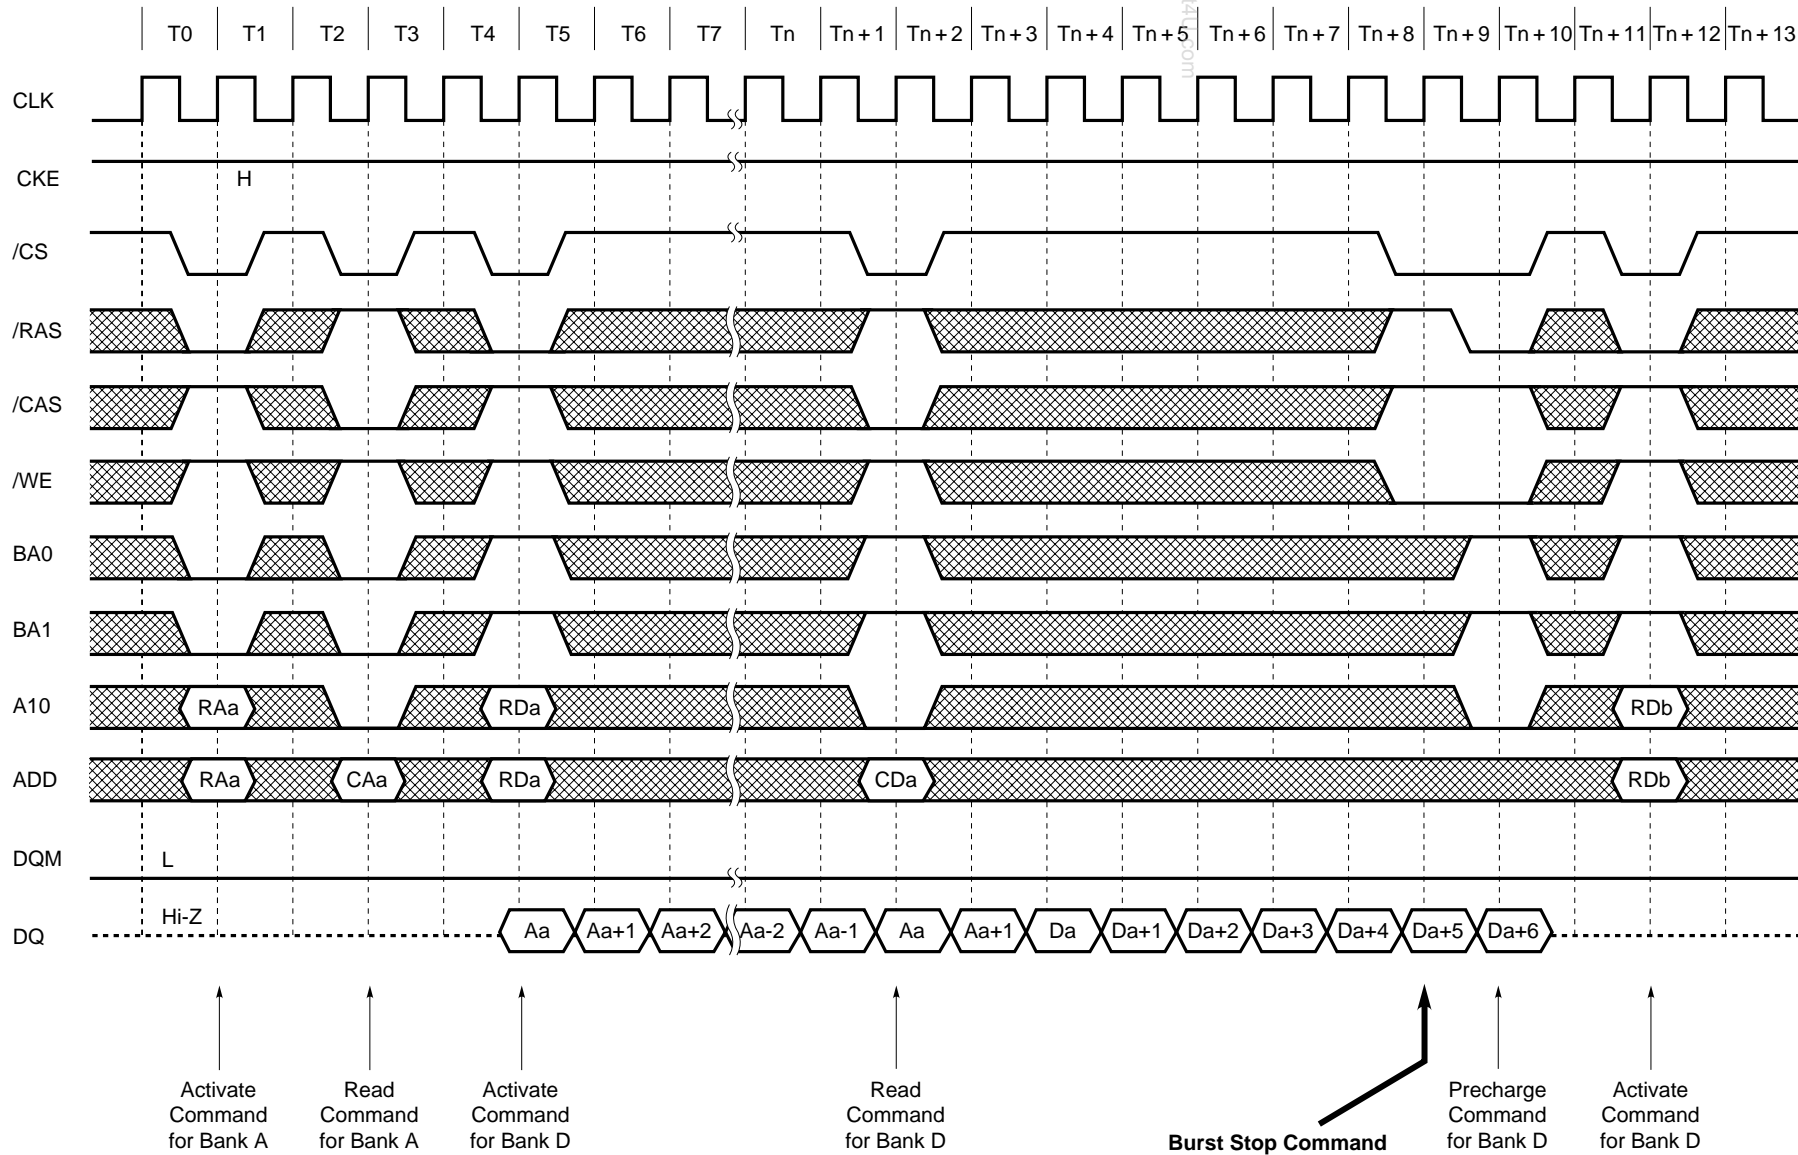 T0 T1 T2 T3 T4 T5 T6 T7 Tn Tn + 1 Tn + 2 Tn + 3 Tn + 4 Tn + 5 Tn + 6 Tn + 7 Tn + 8 Tn + 9 Tn + 10 Tn + 11 Tn + 12 Tn + 13
CLK
CKE
H
/CS
/RAS
/CAS
/WE
BA0
BA1
A10 RAa RDa RDb
ADD RAa CAa RDa CDa RDb
DQM L
Hi-Z
DQ Aa Aa+1 Aa+2 Aa-2 Aa-1 Aa Aa+1 Da Da+1 Da+2 Da+3 Da+4 Da+5 Da+6
Activate
Command
for Bank A
Read
Command
for Bank A
Activate
Command
for Bank D
Read
Command
for Bank D
Burst Stop Command
Precharge
Command
for Bank D
Activate
Command
for Bank D